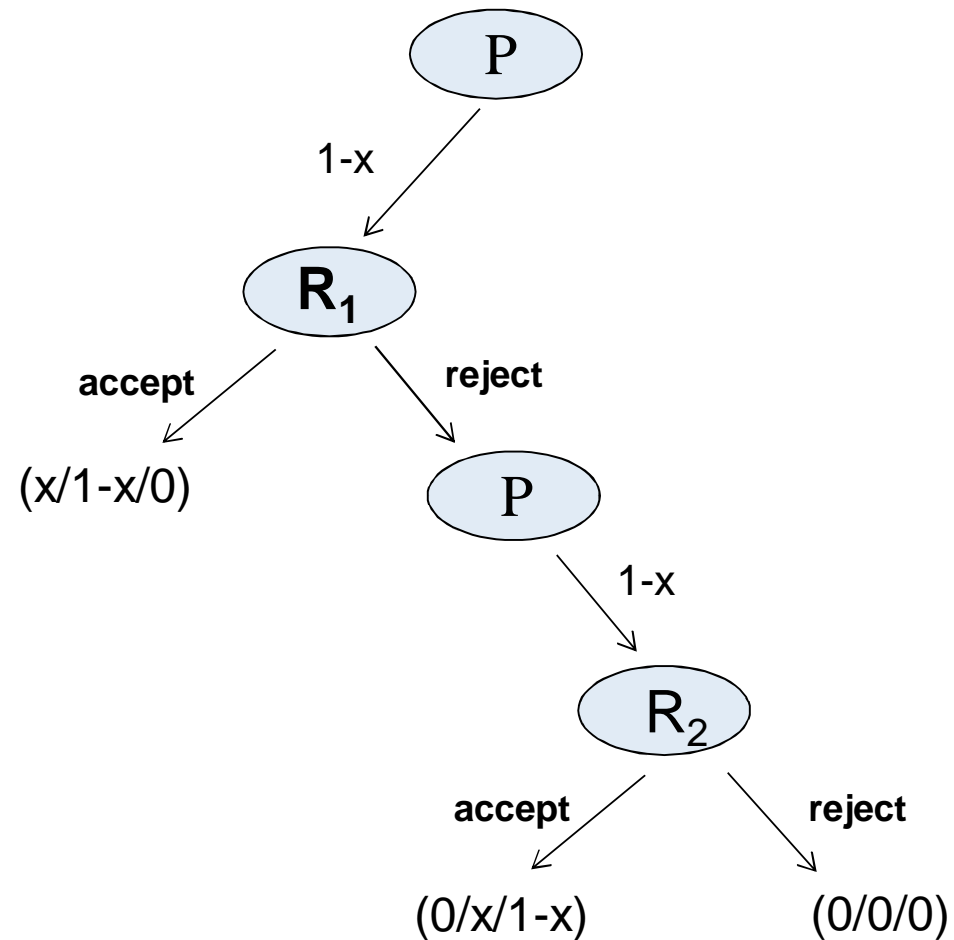 P
1-x
R₁
accept
reject
(x/1-x/0)
P
1-x
R₂
accept
reject
(0/x/1-x)
(0/0/0)